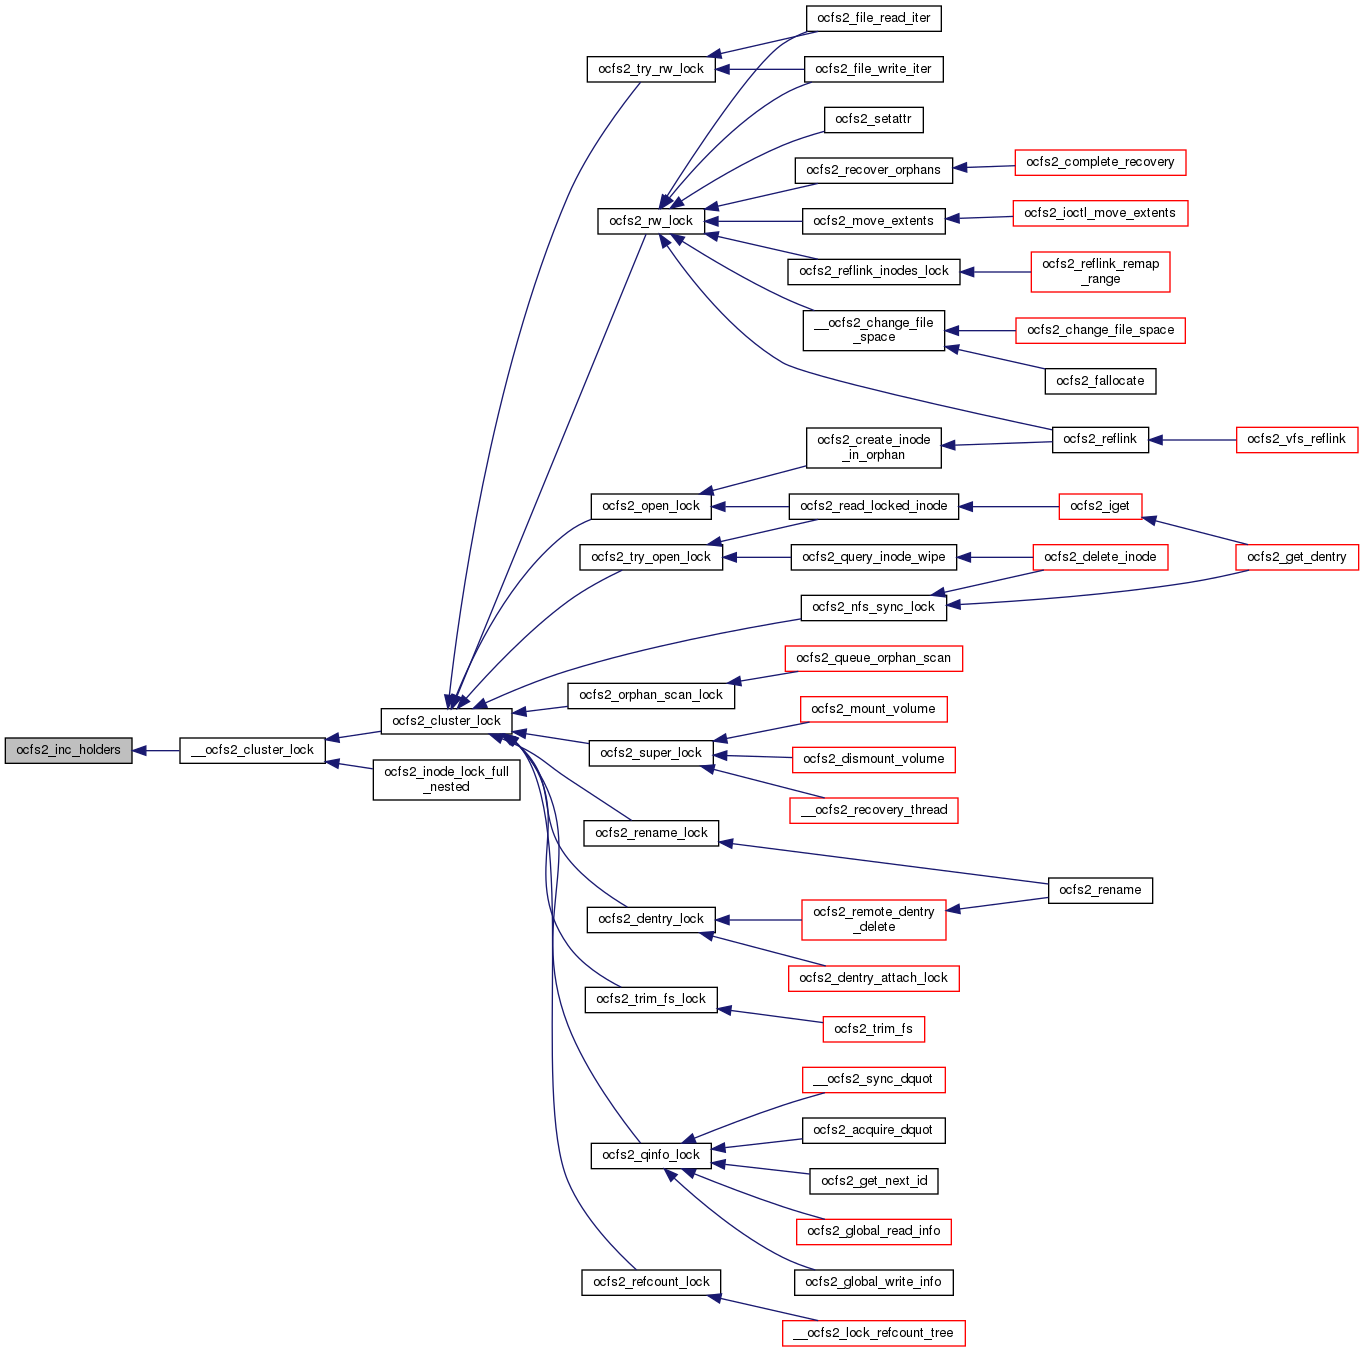 ocfs2_file_read_iter
ocfs2_try_rw_lock
ocfs2_file_write_iter
ocfs2_setattr
ocfs2_recover_orphans
ocfs2_complete_recovery
ocfs2_rw_lock
ocfs2_move_extents
ocfs2_ioctl_move_extents
ocfs2_reflink_inodes_lock
ocfs2_reflink_remap
_range
__ocfs2_change_file
_space
ocfs2_change_file_space
ocfs2_fallocate
ocfs2_create_inode
_in_orphan
ocfs2_reflink
ocfs2_vfs_reflink
ocfs2_open_lock
ocfs2_read_locked_inode
ocfs2_iget
ocfs2_try_open_lock
ocfs2_query_inode_wipe
ocfs2_delete_inode
ocfs2_get_dentry
ocfs2_nfs_sync_lock
ocfs2_queue_orphan_scan
ocfs2_orphan_scan_lock
ocfs2_mount_volume
ocfs2_cluster_lock
ocfs2_inc_holders
__ocfs2_cluster_lock
ocfs2_super_lock
ocfs2_dismount_volume
ocfs2_inode_lock_full
_nested
__ocfs2_recovery_thread
ocfs2_rename_lock
ocfs2_rename
ocfs2_dentry_lock
ocfs2_remote_dentry
_delete
ocfs2_dentry_attach_lock
ocfs2_trim_fs_lock
ocfs2_trim_fs
__ocfs2_sync_dquot
ocfs2_acquire_dquot
ocfs2_qinfo_lock
ocfs2_get_next_id
ocfs2_global_read_info
ocfs2_refcount_lock
ocfs2_global_write_info
__ocfs2_lock_refcount_tree